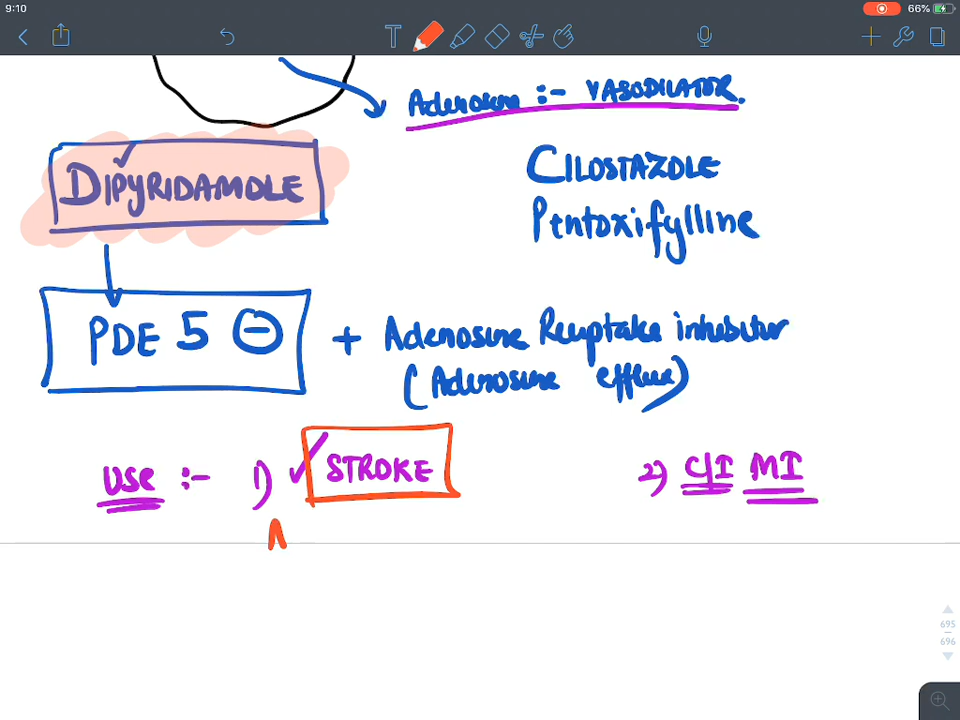 9:10
66%
T
Adenosine :- VASODILATOR.
DIPYRIDAMOLE
CILOSTAZOLE
Pentoxifylline
PDE 5 ⊖ + Adenosine Reuptake inhibitor
(Adenosine efflux)
USE :- 1) ✓ STROKE 2) C/I MI
695
696